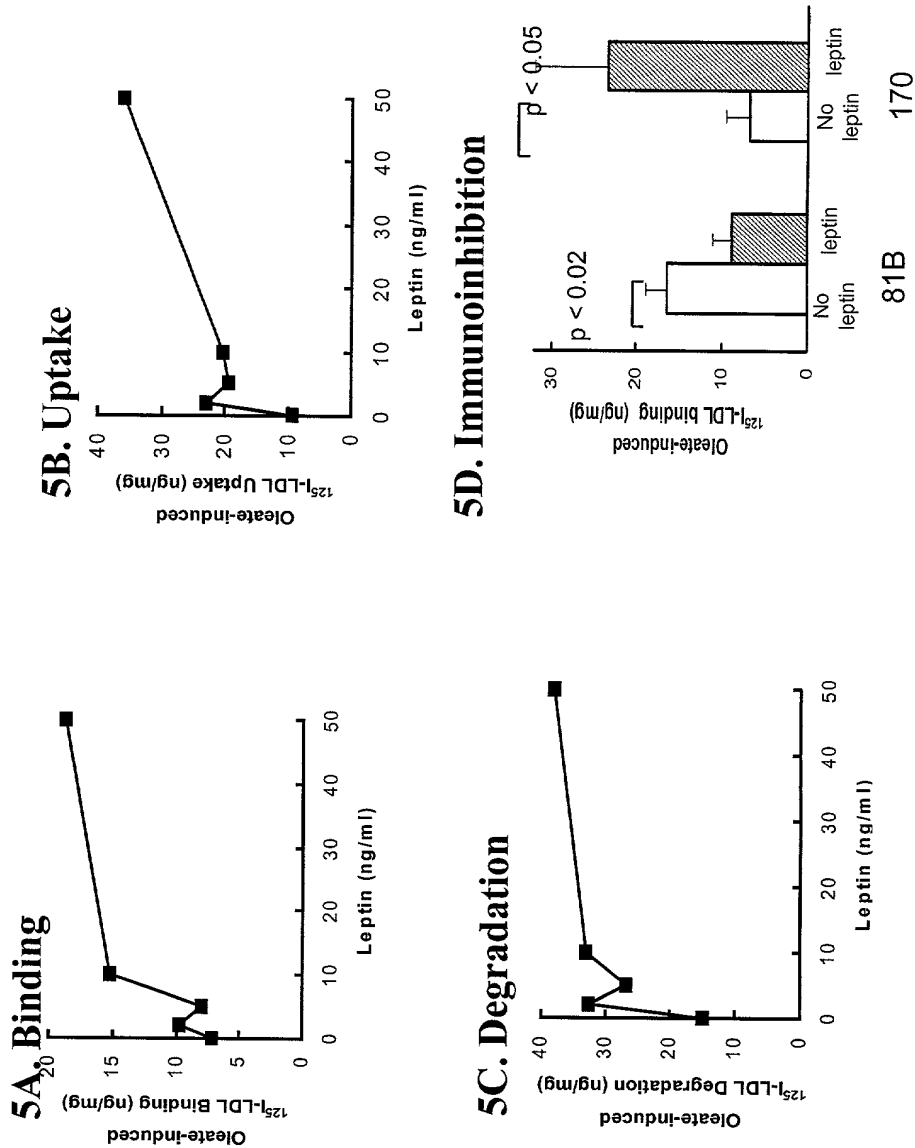 5A. Binding
Oleate-induced
¹²⁵I-LDL Binding (ng/mg)
20
15
10
5
0
0 10 20 30 40 50
Leptin (ng/ml)
5B. Uptake
Oleate-induced
¹²⁵I-LDL Uptake (ng/mg)
40
30
20
10
0
0 10 20 30 40 50
Leptin (ng/ml)
5C. Degradation
Oleate-induced
¹²⁵I-LDL Degradation (ng/mg)
40
30
20
10
0
0 10 20 30 40 50
Leptin (ng/ml)
5D. Immunoinhibition
Oleate-induced
¹²⁵I-LDL binding (ng/mg)
30
20
10
0
p < 0.02
p < 0.05
No leptin
leptin
No leptin
leptin
81B
170